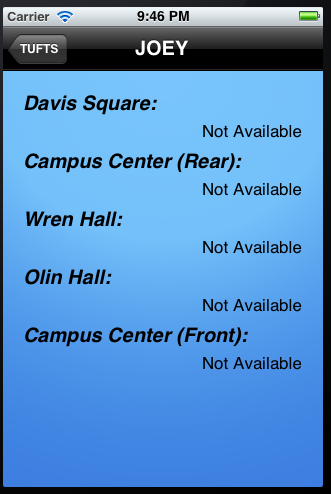 Carrier 9:46 PM
TUFTS JOEY
Davis Square:
Not Available
Campus Center (Rear):
Not Available
Wren Hall:
Not Available
Olin Hall:
Not Available
Campus Center (Front):
Not Available